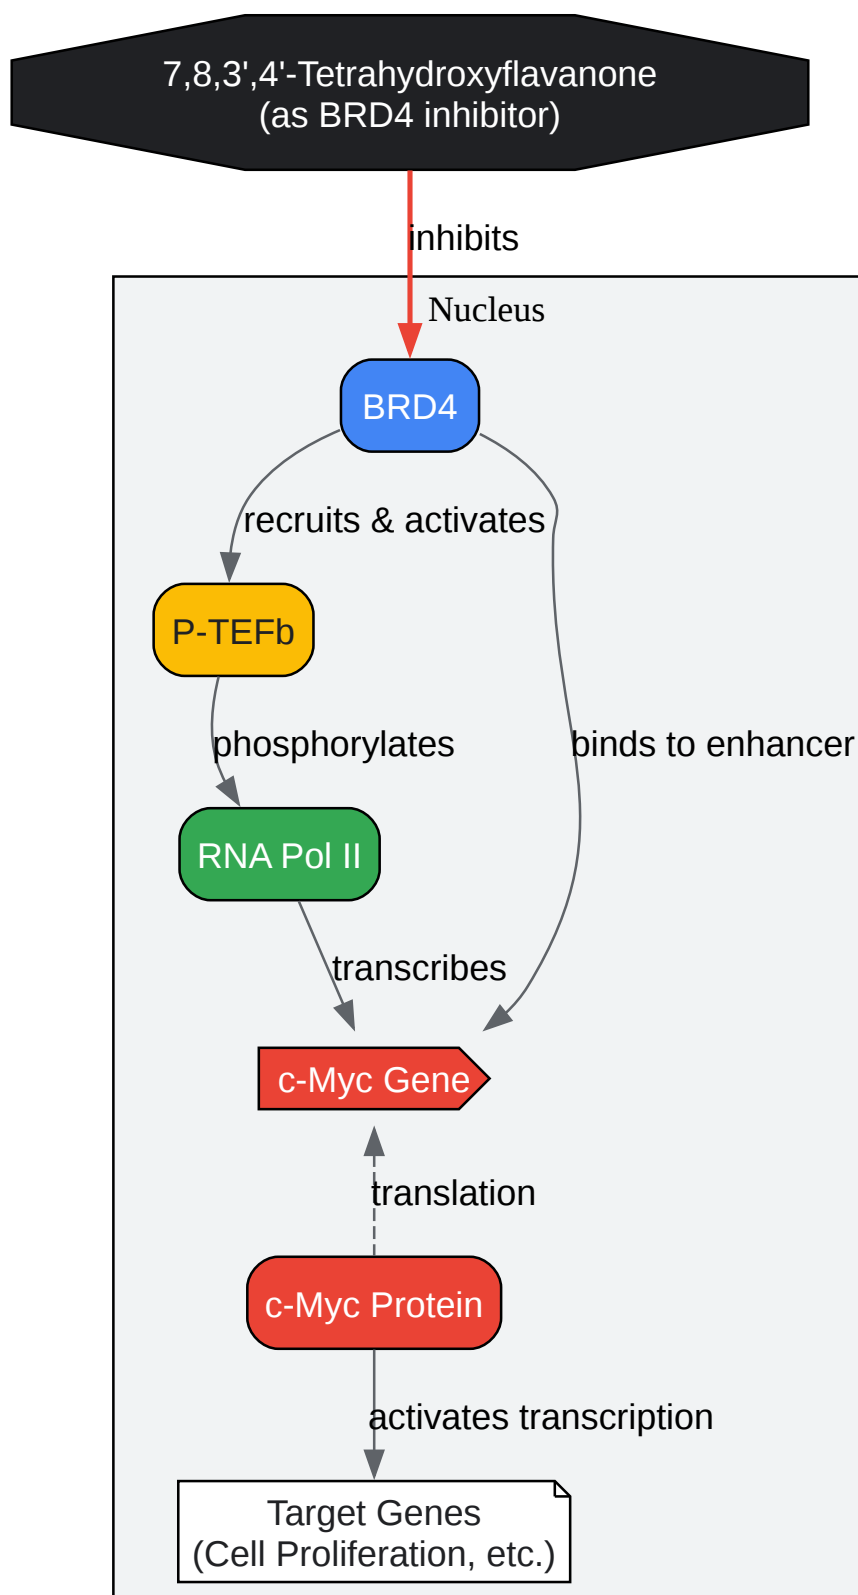 7,8,3',4'-Tetrahydroxyflavanone
(as BRD4 inhibitor)
inhibits
Nucleus
BRD4
recruits & activates
P-TEFb
phosphorylates
binds to enhancer
RNA Pol II
transcribes
c-Myc Gene
translation
c-Myc Protein
activates transcription
Target Genes
(Cell Proliferation, etc.)